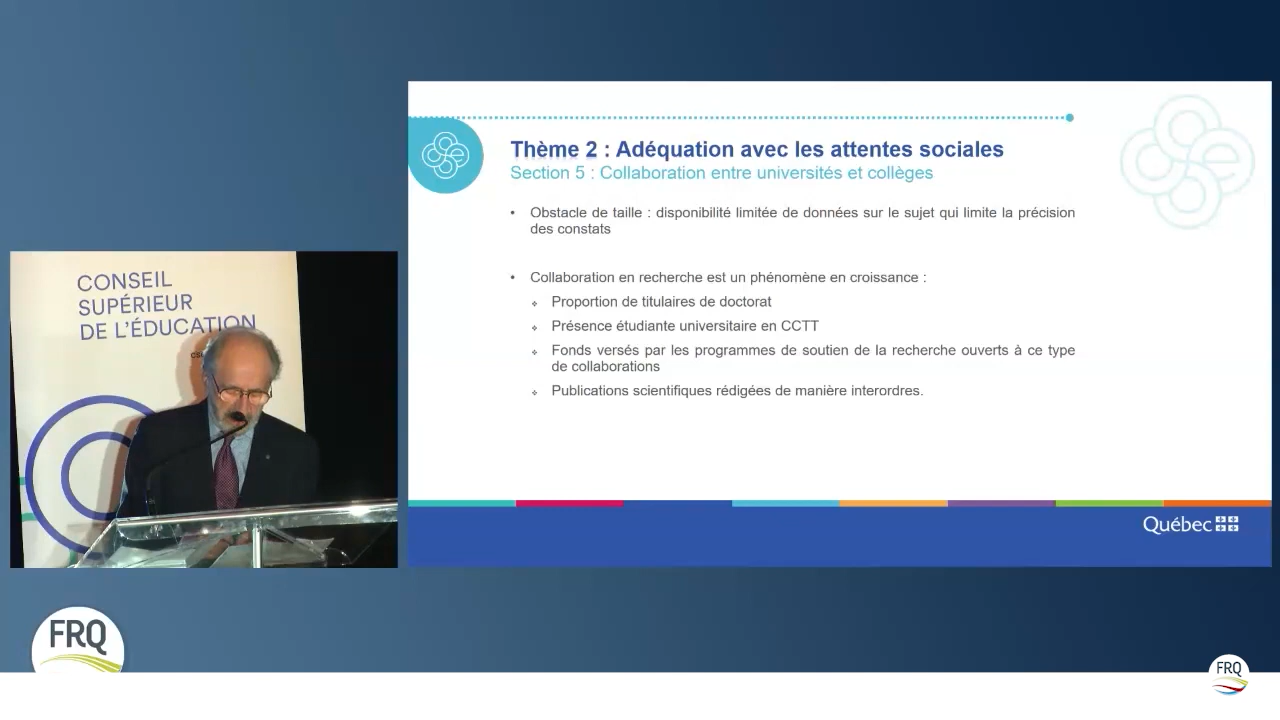 Thème 2 : Adéquation avec les attentes sociales
Section 5 : Collaboration entre universités et collèges
• Obstacle de taille : disponibilité limitée de données sur le sujet qui limite la précision
des constats
• Collaboration en recherche est un phénomène en croissance :
Proportion de titulaires de doctorat
Présence étudiante universitaire en CCTT
Fonds versés par les programmes de soutien de la recherche ouverts à ce type
de collaborations
Publications scientifiques rédigées de manière interordres.
Québec
CONSEIL
SUPÉRIEUR
DE L'ÉDUCATION
FRQ
FRQ